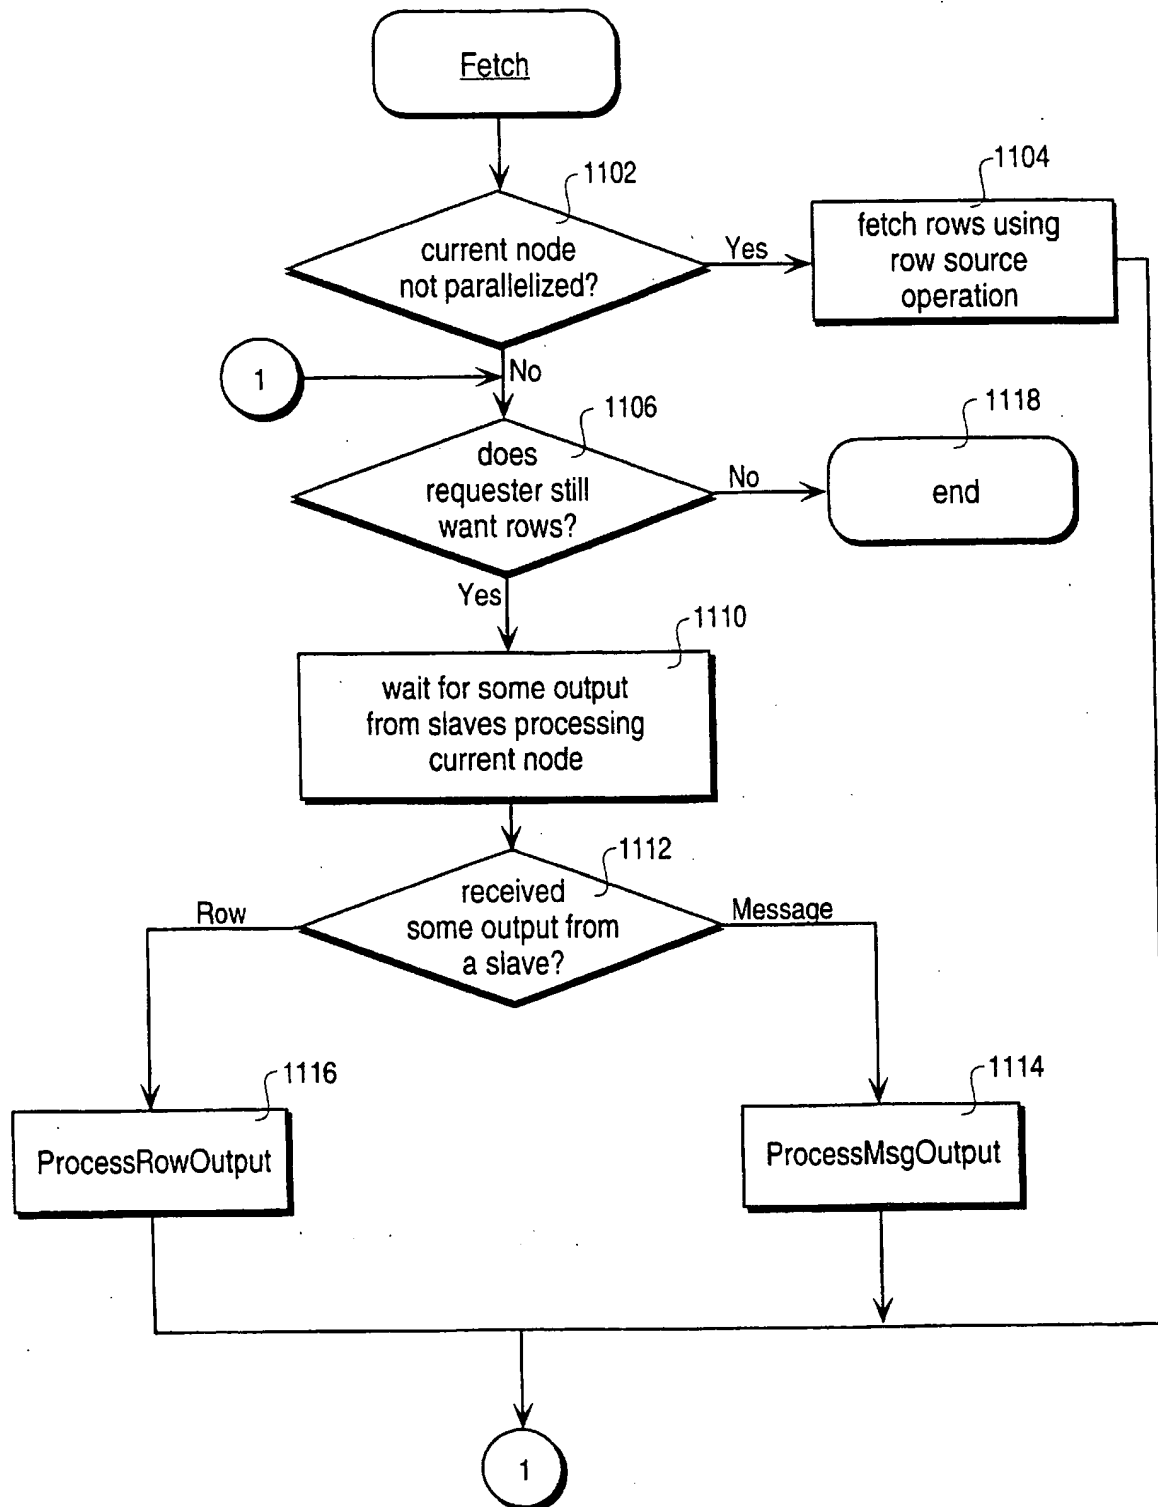 Fetch
1102
current node
not parallelized?
Yes
1104
fetch rows using
row source
operation
1
No
1106
does
requester still
want rows?
No
1118
end
Yes
1110
wait for some output
from slaves processing
current node
1112
received
some output from
a slave?
Row
Message
1116
ProcessRowOutput
1114
ProcessMsgOutput
1